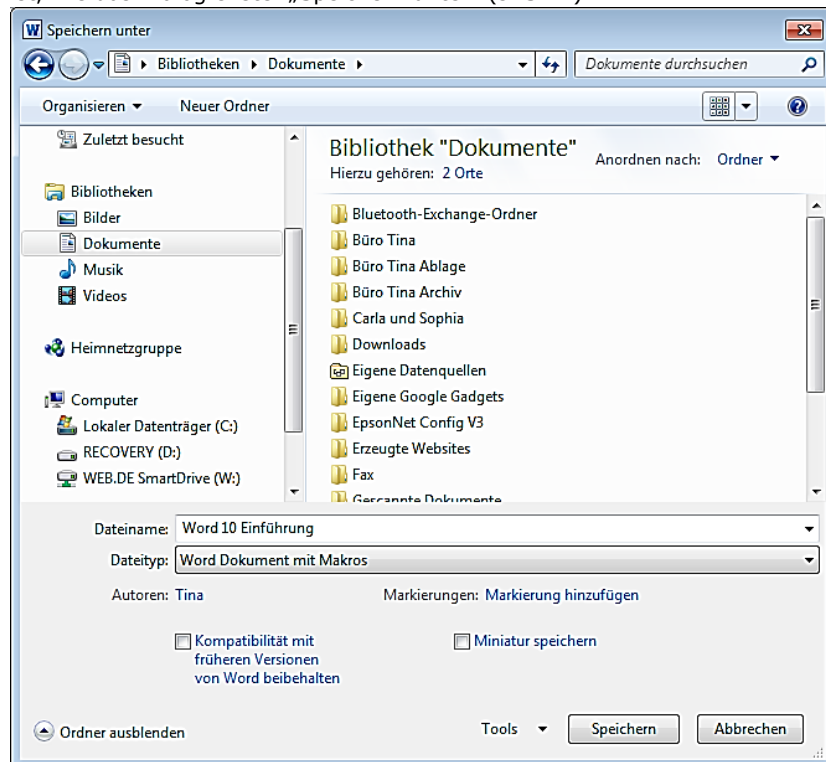 Speichern unter
Bibliotheken Dokumente
Dokumente durchsuchen
Organisieren Neuer Ordner
Zuletzt besucht
Bibliotheken
Bilder
Dokumente
Musik
Videos
Heimnetzgruppe
Computer
Lokaler Datenträger (C:)
RECOVERY (D:)
WEB.DE SmartDrive (W:)
Bibliothek "Dokumente"
Hierzu gehören: 2 Orte
Anordnen nach: Ordner
Bluetooth-Exchange-Ordner
Büro Tina
Büro Tina Ablage
Büro Tina Archiv
Carla und Sophia
Downloads
Eigene Datenquellen
Eigene Google Gadgets
EpsonNet Config V3
Erzeugte Websites
Fax
Gescannte Dokumente
Dateiname: Word 10 Einführung
Dateityp: Word Dokument mit Makros
Autoren: Tina
Markierungen: Markierung hinzufügen
Kompatibilität mit
früheren Versionen
von Word beibehalten
Miniatur speichern
Ordner ausblenden
Tools Speichern Abbrechen